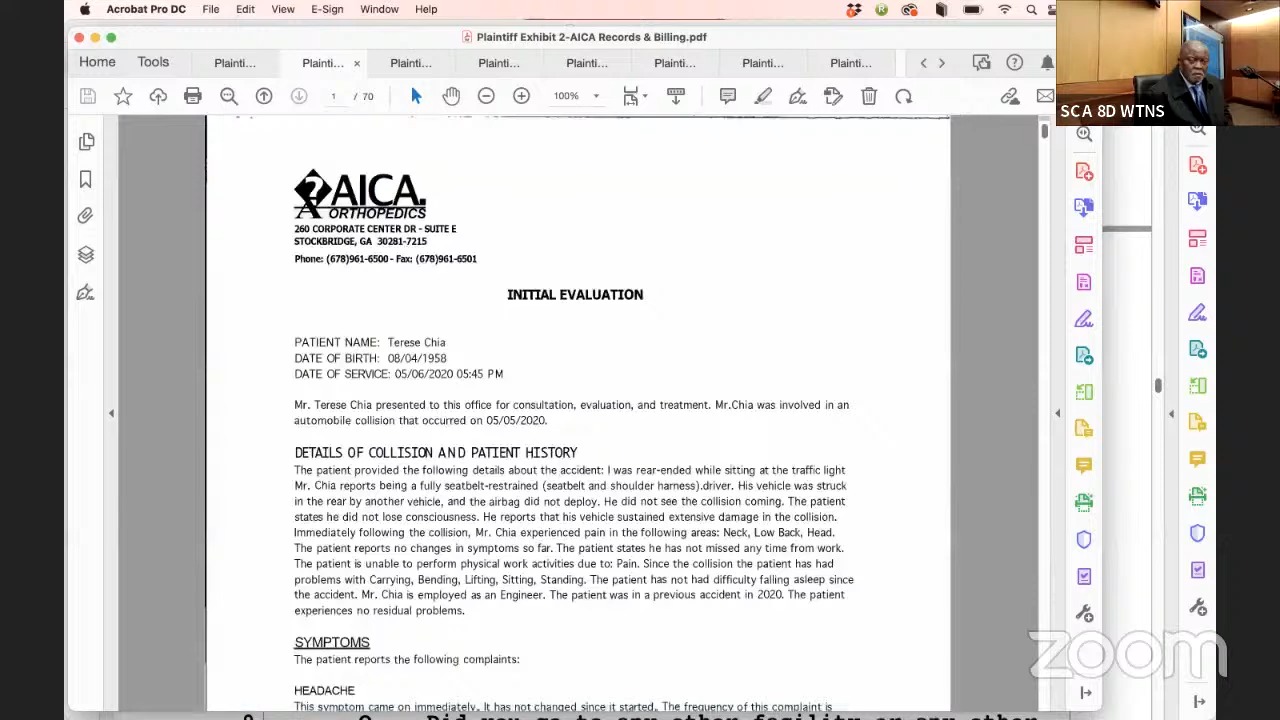 Acrobat Pro DC File Edit View E-Sign Window Help
Plaintiff Exhibit 2-AICA Records & Billing.pdf
Home Tools Plainti... Plainti... × Plainti... Plainti... Plainti... Plainti... Plainti... Plainti...
1 / 70 100%
SCA 8D WTNS
AICA.
ORTHOPEDICS
260 CORPORATE CENTER DR - SUITE E
STOCKBRIDGE, GA 30281-7215
Phone: (678)961-6500 - Fax: (678)961-6501
INITIAL EVALUATION
PATIENT NAME: Terese Chia
DATE OF BIRTH: 08/04/1958
DATE OF SERVICE: 05/06/2020 05:45 PM
Mr. Terese Chia presented to this office for consultation, evaluation, and treatment. Mr.Chia was involved in an
automobile collision that occurred on 05/05/2020.
DETAILS OF COLLISION AND PATIENT HISTORY
The patient provided the following details about the accident: I was rear-ended while sitting at the traffic light
Mr. Chia reports being a fully seatbelt-restrained (seatbelt and shoulder harness).driver. His vehicle was struck
in the rear by another vehicle, and the airbag did not deploy. He did not see the collision coming. The patient
states he did not lose consciousness. He reports that his vehicle sustained extensive damage in the collision.
Immediately following the collision, Mr. Chia experienced pain in the following areas: Neck, Low Back, Head.
The patient reports no changes in symptoms so far. The patient states he has not missed any time from work.
The patient is unable to perform physical work activities due to: Pain. Since the collision the patient has had
problems with Carrying, Bending, Lifting, Sitting, Standing. The patient has not had difficulty falling asleep since
the accident. Mr. Chia is employed as an Engineer. The patient was in a previous accident in 2020. The patient
experiences no residual problems.
SYMPTOMS
The patient reports the following complaints:
HEADACHE
This symptom came on immediately. It has not changed since it started. The frequency of this complaint is
zoom
Q. Did you go to any other facility or any other